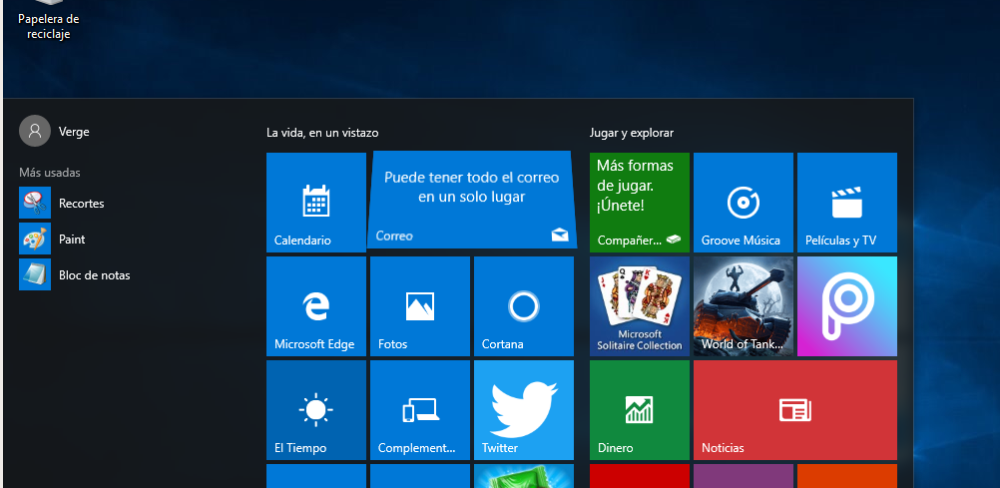 Papelera de
reciclaje
Verge
Más usadas
Recortes
Paint
Bloc de notas
La vida, en un vistazo
Calendario
Puede tener todo el correo
en un solo lugar
Correo
Microsoft Edge
Fotos
Cortana
El Tiempo
Complement...
Twitter
Jugar y explorar
Más formas
de jugar.
¡Únete!
Compañer...
Groove Música
Películas y TV
Microsoft
Solitaire Collection
World of Tank...
Dinero
Noticias